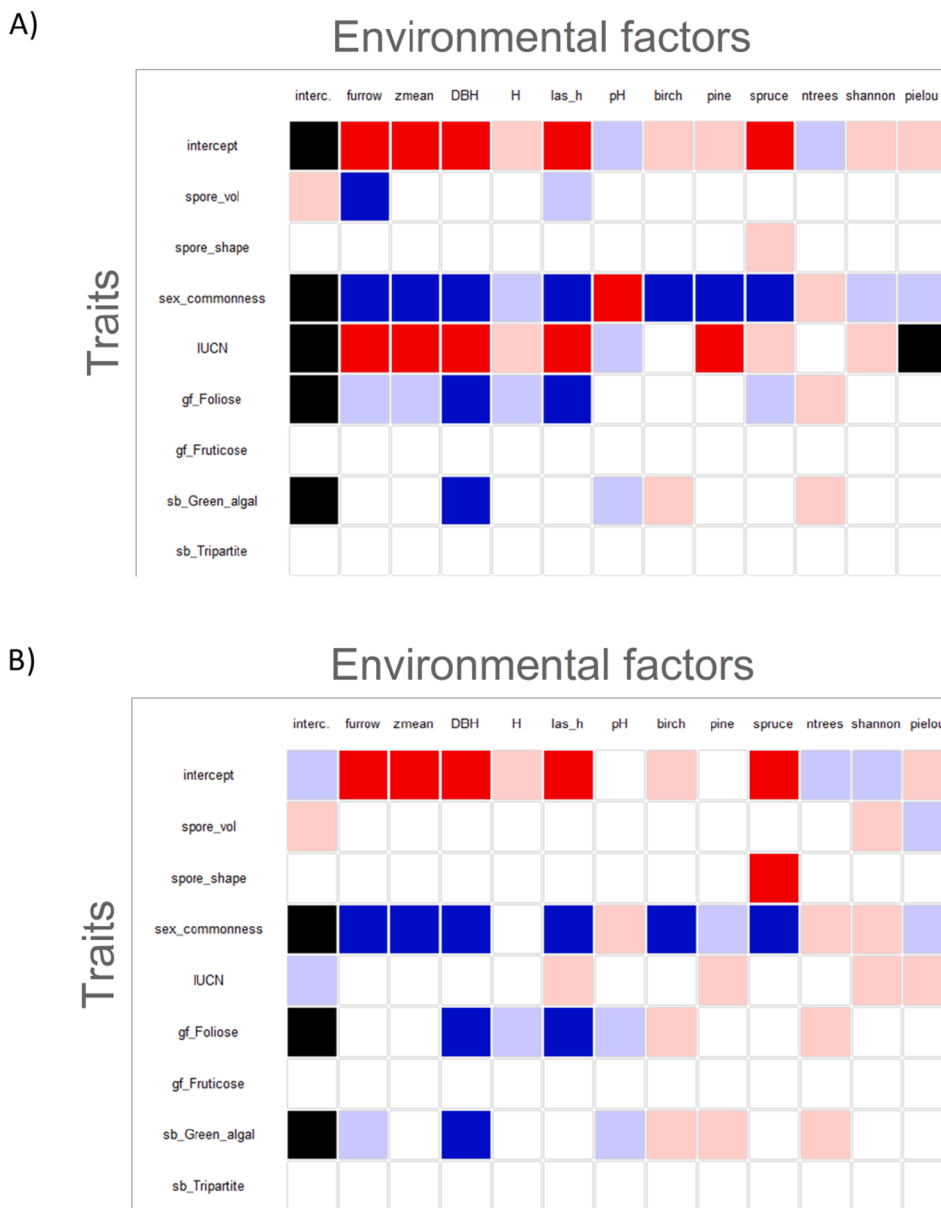 A)
Environmental factors
interc. furrow zmean DBH H las_h pH birch pine spruce ntrees shannon pielou
Traits
intercept
spore_vol
spore_shape
sex_commonness
IUCN
gf_Foliose
gf_Fruticose
sb_Green_algal
sb_Tripartite
B)
Environmental factors
interc. furrow zmean DBH H las_h pH birch pine spruce ntrees shannon pielou
Traits
intercept
spore_vol
spore_shape
sex_commonness
IUCN
gf_Foliose
gf_Fruticose
sb_Green_algal
sb_Tripartite